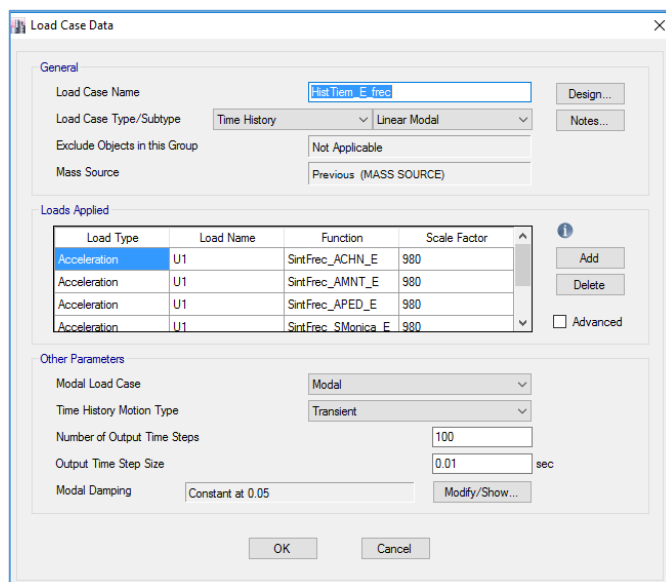 Load Case Data
General
Load Case Name HistTiem_E_frec Design...
Load Case Type/Subtype Time History Linear Modal Notes...
Exclude Objects in this Group Not Applicable
Mass Source Previous (MASS SOURCE)
Loads Applied
Load Type Load Name Function Scale Factor
Acceleration U1 SintFrec_ACHN_E 980
Acceleration U1 SintFrec_AMNT_E 980
Acceleration U1 SintFrec_APED_E 980
Acceleration U1 SintFrec_SMonica_E 980
Add
Delete
Advanced
Other Parameters
Modal Load Case Modal
Time History Motion Type Transient
Number of Output Time Steps 100
Output Time Step Size 0.01 sec
Modal Damping Constant at 0.05 Modify/Show...
OK Cancel